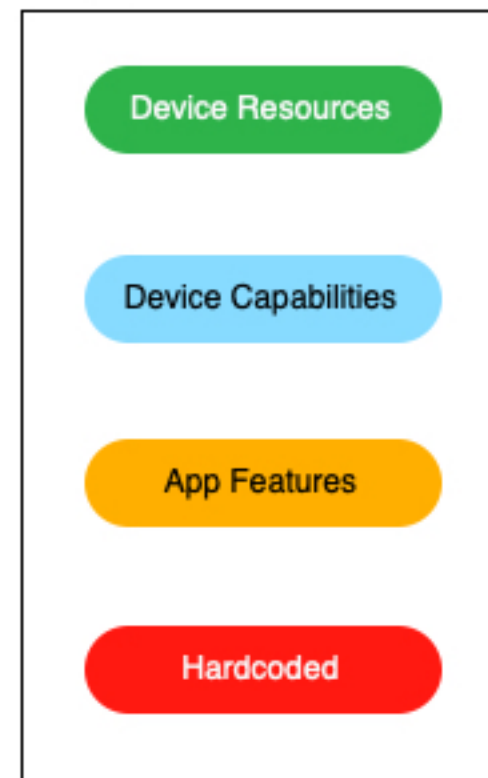 Device Resources
Device Capabilities
App Features
Hardcoded